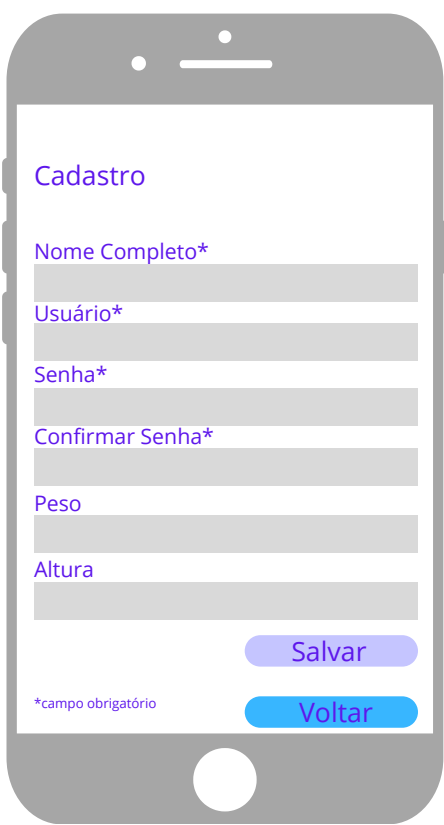 Cadastro
Nome Completo*
Usuário*
Senha*
Confirmar Senha*
Peso
Altura
Salvar
*campo obrigatório
Voltar